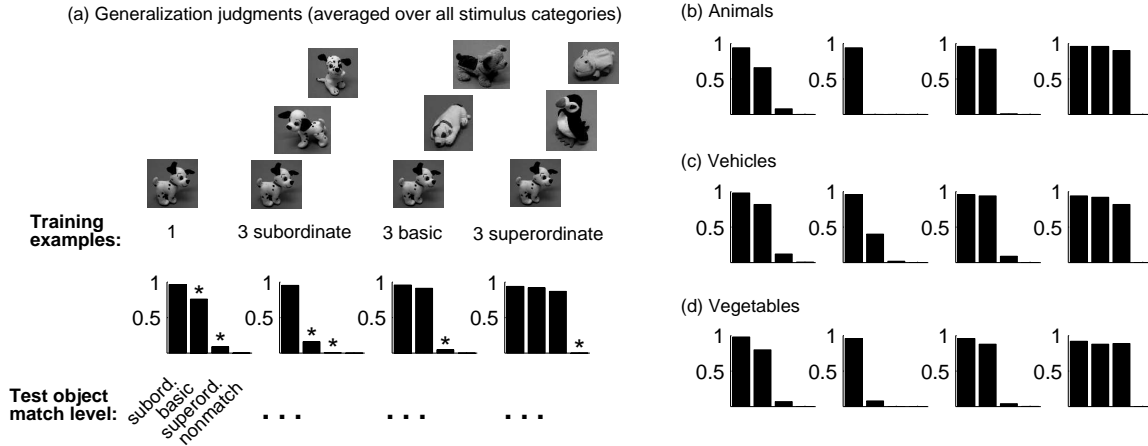 (a) Generalization judgments (averaged over all stimulus categories)
Training
examples:
1
3 subordinate
3 basic
3 superordinate
1
0.5
*
*
1
0.5
*
*
1
0.5
*
1
0.5
*
Test object
match level:
subord.
basic
superord.
nonmatch
. . .
. . .
. . .
(b) Animals
1
0.5
1
0.5
1
0.5
1
0.5
(c) Vehicles
1
0.5
1
0.5
1
0.5
1
0.5
(d) Vegetables
1
0.5
1
0.5
1
0.5
1
0.5